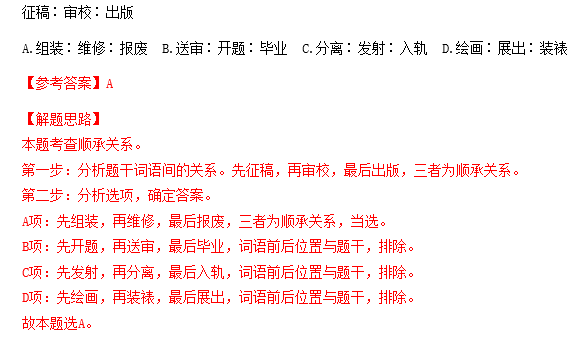 征稿：审校：出版
A.组装：维修：报废 B.送审：开题：毕业 C.分离：发射：入轨 D.绘画：展出：装裱
【参考答案】A
【解题思路】
本题考查顺承关系。
第一步：分析题干词语间的关系。先征稿，再审校，最后出版，三者为顺承关系。
第二步：分析选项，确定答案。
A项：先组装，再维修，最后报废，三者为顺承关系，当选。
B项：先开题，再送审，最后毕业，词语前后位置与题干，排除。
C项：先发射，再分离，最后入轨，词语前后位置与题干，排除。
D项：先绘画，再装裱，最后展出，词语前后位置与题干，排除。
故本题选A。